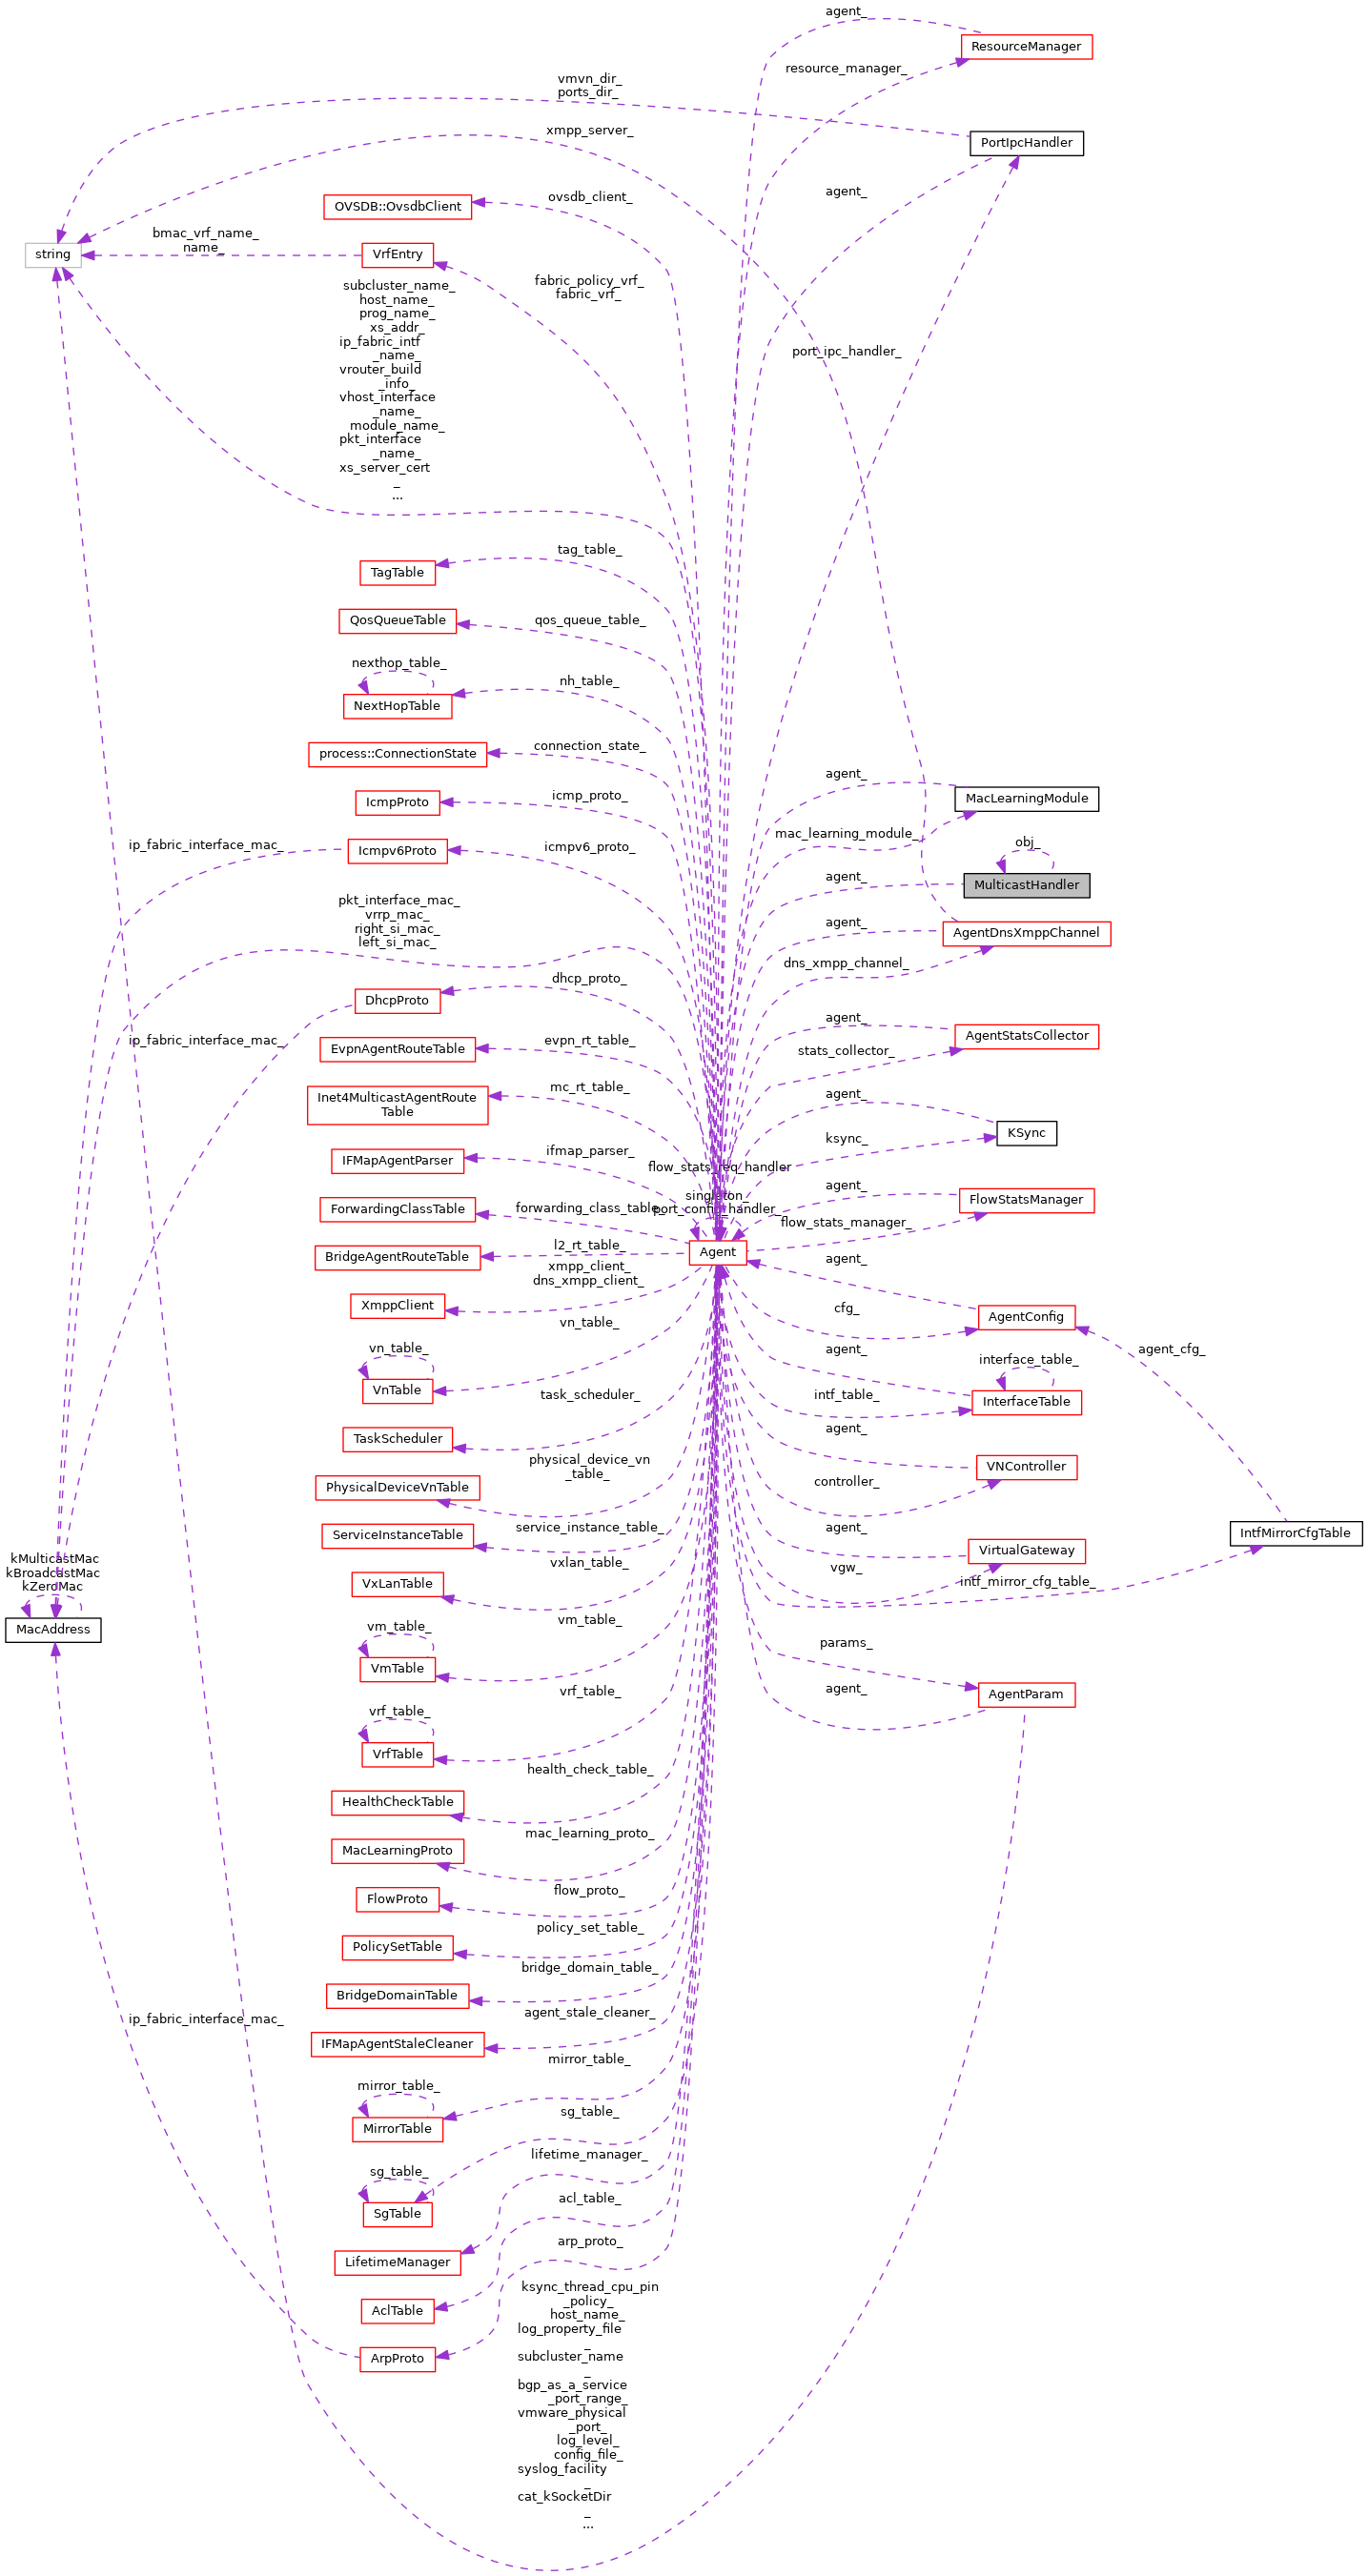 agent_
ResourceManager
resource_manager_
vmvn_dir_
ports_dir_
xmpp_server_
PortIpcHandler
agent_
ovsdb_client_
OVSDB::OvsdbClient
bmac_vrf_name_
name_
string
VrfEntry
fabric_policy_vrf_
fabric_vrf_
subcluster_name_
host_name_
prog_name_
xs_addr_
ip_fabric_intf
_name_
vrouter_build
_info_
vhost_interface
_name_
module_name_
pkt_interface
_name_
xs_server_cert
_
...
port_ipc_handler_
tag_table_
TagTable
QosQueueTable
qos_queue_table_
nexthop_table_
NextHopTable
nh_table_
process::ConnectionState
connection_state_
IcmpProto
icmp_proto_
agent_
MacLearningModule
mac_learning_module_
obj_
MulticastHandler
agent_
ip_fabric_interface_mac_
Icmpv6Proto
icmpv6_proto_
pkt_interface_mac_
vrrp_mac_
right_si_mac_
left_si_mac_
agent_
AgentDnsXmppChannel
dns_xmpp_channel_
dhcp_proto_
DhcpProto
ip_fabric_interface_mac_
EvpnAgentRouteTable
evpn_rt_table_
agent_
AgentStatsCollector
stats_collector_
Inet4MulticastAgentRoute
Table
mc_rt_table_
agent_
KSync
ksync_
IFMapAgentParser
ifmap_parser_
flow_stats_req_handler
singleton_
port_config_handler_
agent_
FlowStatsManager
flow_stats_manager_
ForwardingClassTable
forwarding_class_table_
Agent
BridgeAgentRouteTable
l2_rt_table_
agent_
xmpp_client_
dns_xmpp_client_
XmppClient
cfg_
AgentConfig
vn_table_
vn_table_
VnTable
agent_
interface_table_
InterfaceTable
intf_table_
agent_cfg_
task_scheduler_
TaskScheduler
agent_
VNController
controller_
physical_device_vn
_table_
PhysicalDeviceVnTable
service_instance_table_
ServiceInstanceTable
agent_
VirtualGateway
vgw_
IntfMirrorCfgTable
intf_mirror_cfg_table_
vxlan_table_
VxLanTable
kMulticastMac
kBroadcastMac
kZeroMac
MacAddress
vm_table_
vm_table_
VmTable
params_
AgentParam
agent_
vrf_table_
vrf_table_
VrfTable
health_check_table_
HealthCheckTable
mac_learning_proto_
MacLearningProto
flow_proto_
FlowProto
policy_set_table_
PolicySetTable
bridge_domain_table_
BridgeDomainTable
ip_fabric_interface_mac_
agent_stale_cleaner_
IFMapAgentStaleCleaner
mirror_table_
mirror_table_
MirrorTable
sg_table_
sg_table_
SgTable
lifetime_manager_
LifetimeManager
acl_table_
AclTable
arp_proto_
ArpProto
ksync_thread_cpu_pin
_policy_
host_name_
log_property_file
_
subcluster_name
_
bgp_as_a_service
_port_range_
vmware_physical
_port_
log_level_
config_file_
syslog_facility
_
cat_kSocketDir
_
...